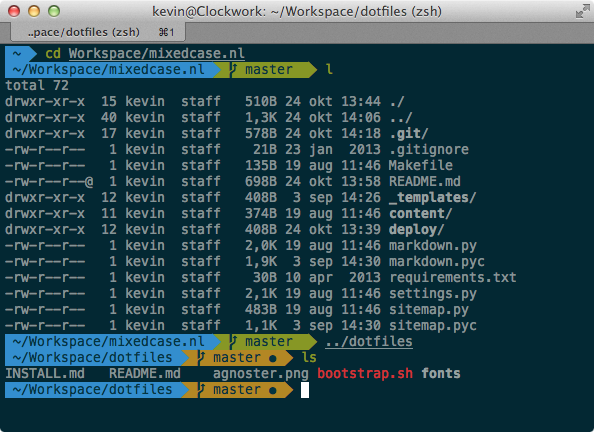 kevin@Clockwork: ~/Workspace/dotfiles (zsh)
..pace/dotfiles (zsh) ⌘1
~ cd Workspace/mixedcase.nl
~/Workspace/mixedcase.nl master l
total 72
drwxr-xr-x 15 kevin staff 510B 24 okt 13:44 ./
drwxr-xr-x 40 kevin staff 1,3K 24 okt 14:06 ../
drwxr-xr-x 17 kevin staff 578B 24 okt 14:18 .git/
-rw-r--r-- 1 kevin staff 21B 23 jan 2013 .gitignore
-rw-r--r-- 1 kevin staff 135B 19 aug 11:46 Makefile
-rw-r--r--@ 1 kevin staff 698B 24 okt 13:58 README.md
drwxr-xr-x 12 kevin staff 408B 3 sep 14:26 _templates/
drwxr-xr-x 11 kevin staff 374B 19 aug 11:46 content/
drwxr-xr-x 12 kevin staff 408B 24 okt 13:39 deploy/
-rw-r--r-- 1 kevin staff 2,0K 19 aug 11:46 markdown.py
-rw-r--r-- 1 kevin staff 1,9K 3 sep 14:30 markdown.pyc
-rw-r--r-- 1 kevin staff 30B 10 apr 2013 requirements.txt
-rw-r--r-- 1 kevin staff 2,1K 19 aug 11:46 settings.py
-rw-r--r-- 1 kevin staff 483B 19 aug 11:46 sitemap.py
-rw-r--r-- 1 kevin staff 1,1K 3 sep 14:30 sitemap.pyc
~/Workspace/mixedcase.nl master ../dotfiles
~/Workspace/dotfiles master ● ls
INSTALL.md README.md agnoster.png bootstrap.sh fonts
~/Workspace/dotfiles master ●